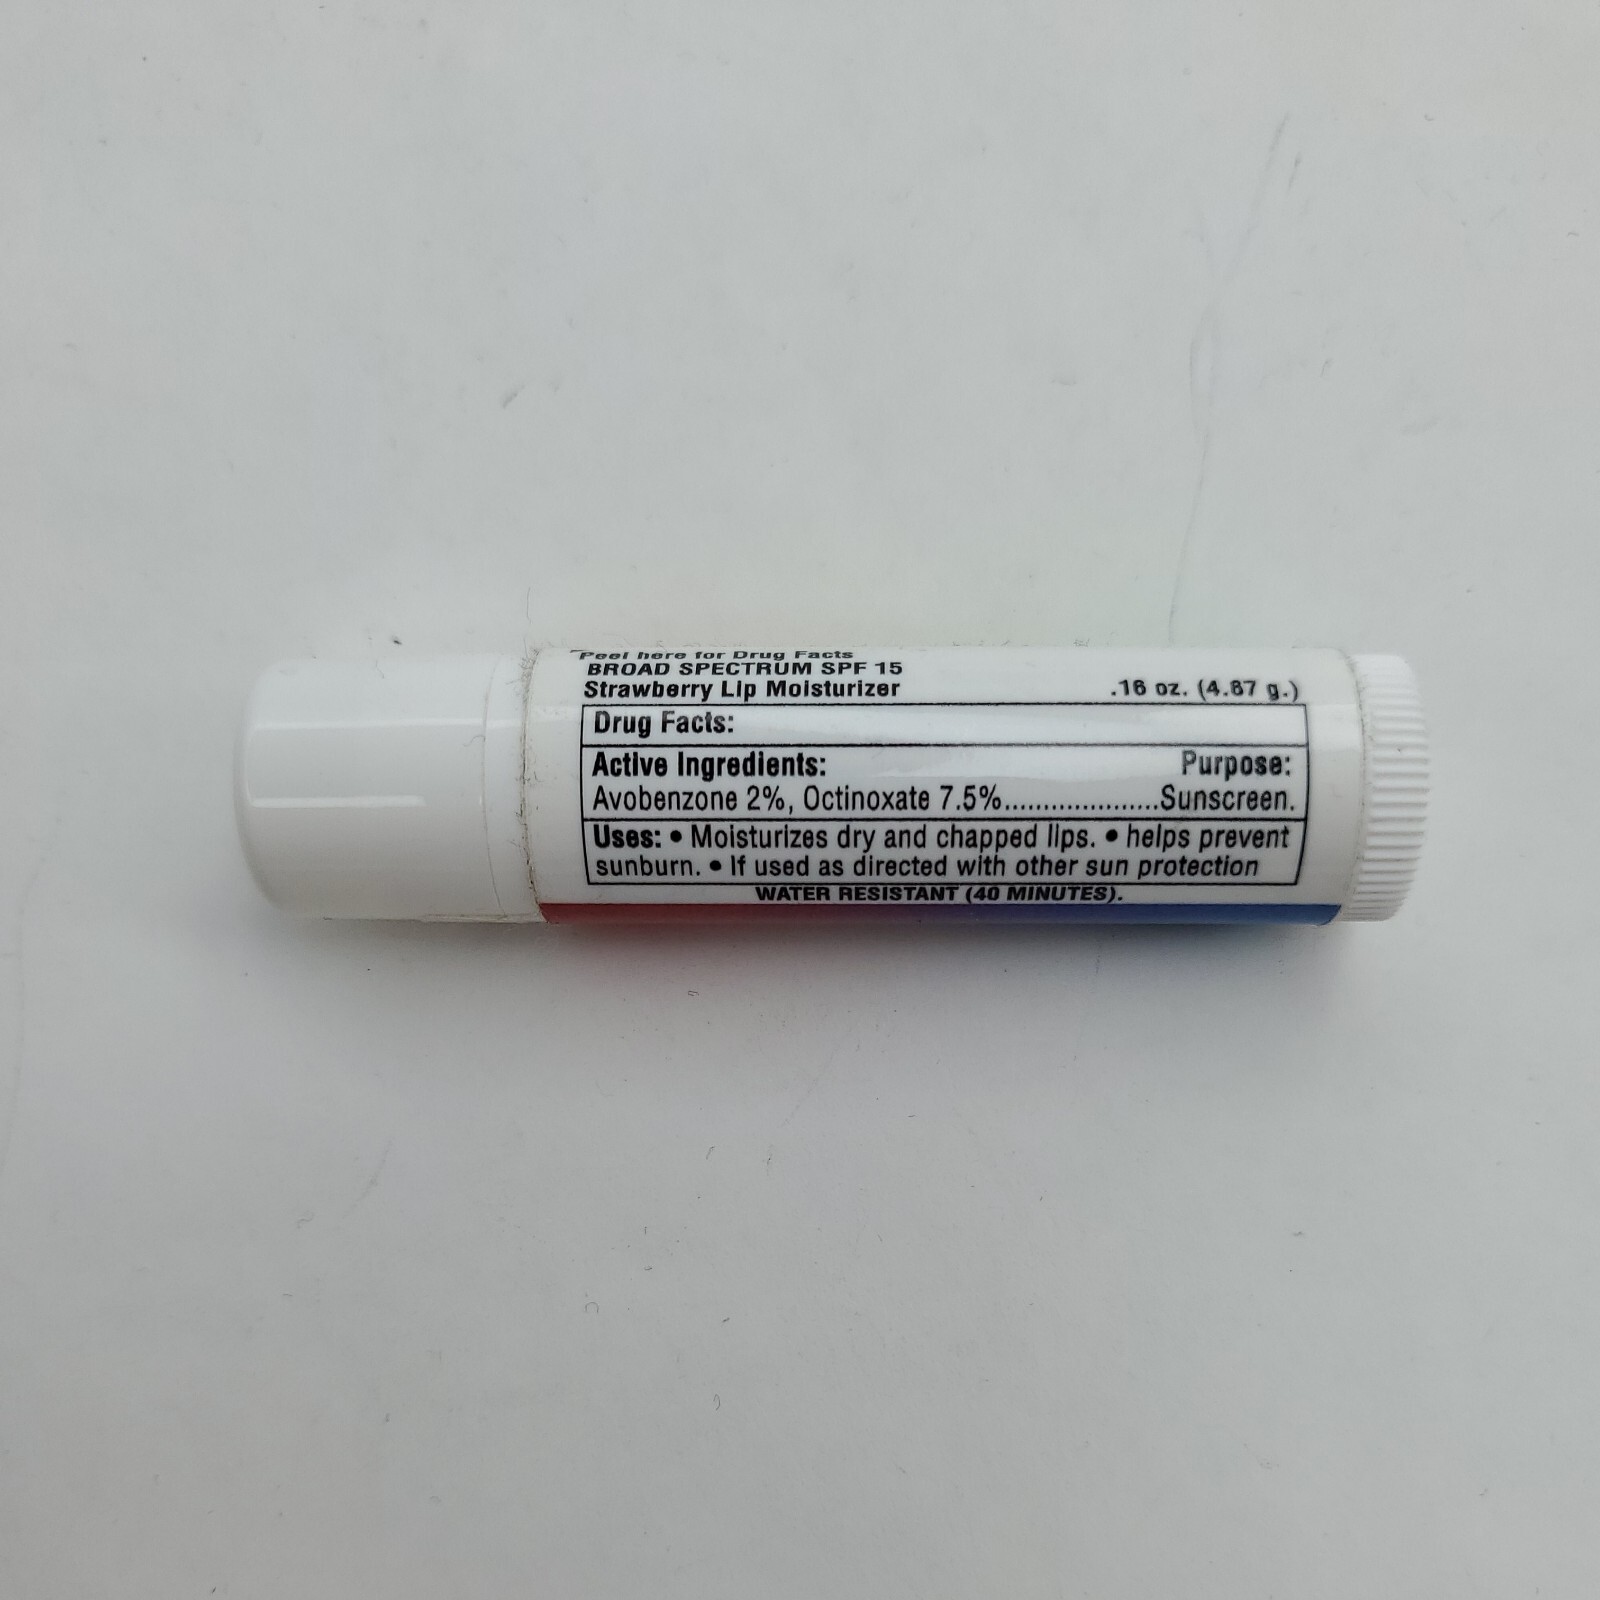 Peel here for Drug Facts
BROAD SPECTRUM SPF 15
Strawberry Lip Moisturizer .16 oz. (4.87 g.)
Drug Facts:
Active Ingredients: Purpose:
Avobenzone 2%, Octinoxate 7.5%....................Sunscreen.
Uses: • Moisturizes dry and chapped lips. • helps prevent
sunburn. • If used as directed with other sun protection
WATER RESISTANT (40 MINUTES).